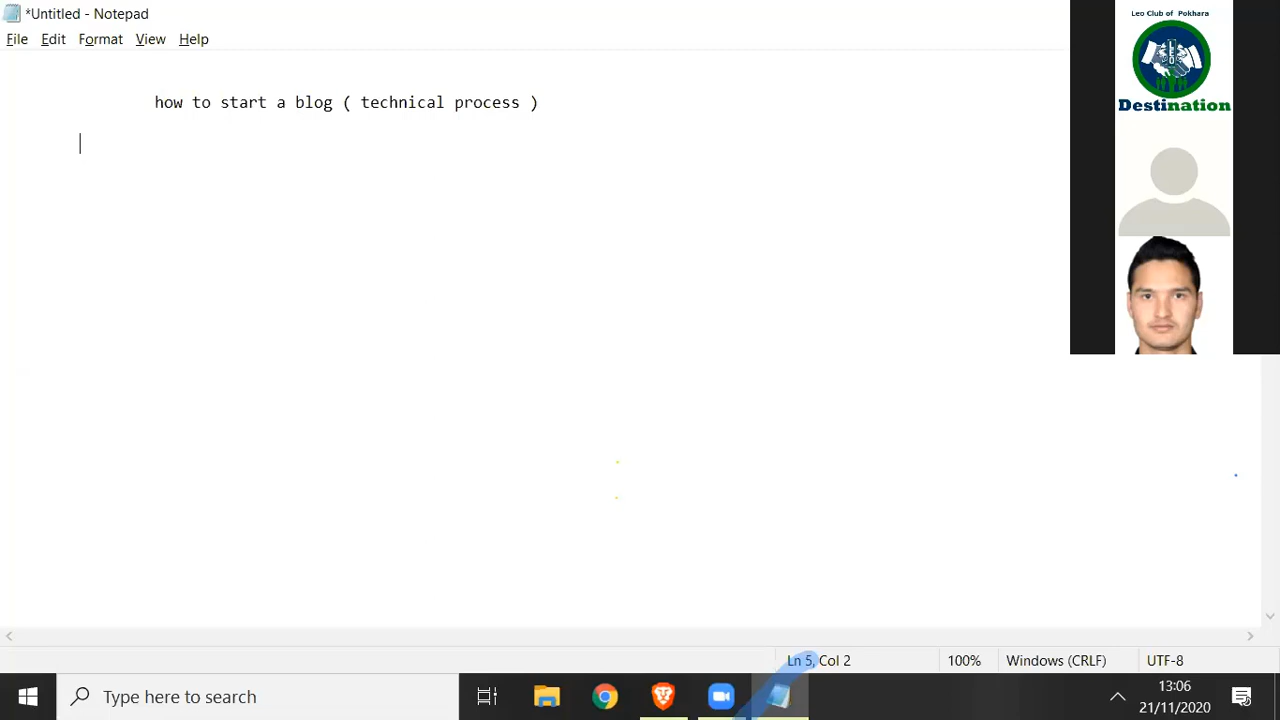 *Untitled - Notepad
File Edit Format View Help
how to start a blog ( technical process )
Leo Club of Pokhara
LEO
Destination
Ln 5, Col 2
100%
Windows (CRLF)
UTF-8
Type here to search
13:06
21/11/2020